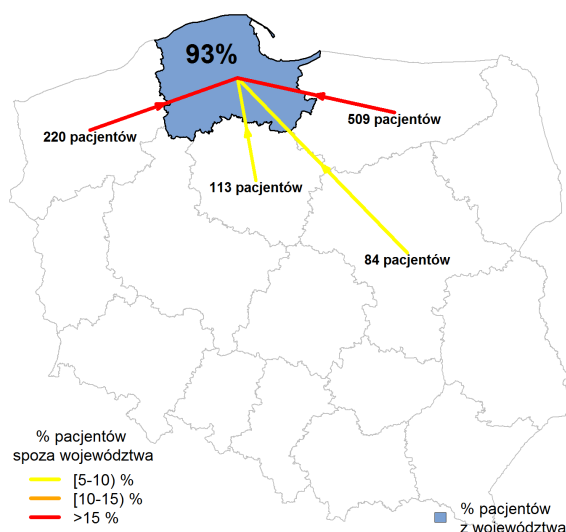 93%
509 pacjentów
220 pacjentów
113 pacjentów
84 pacjentów
% pacjentów
spoza województwa
[5-10) %
[10-15) %
>15 %
% pacjentów
z województwa